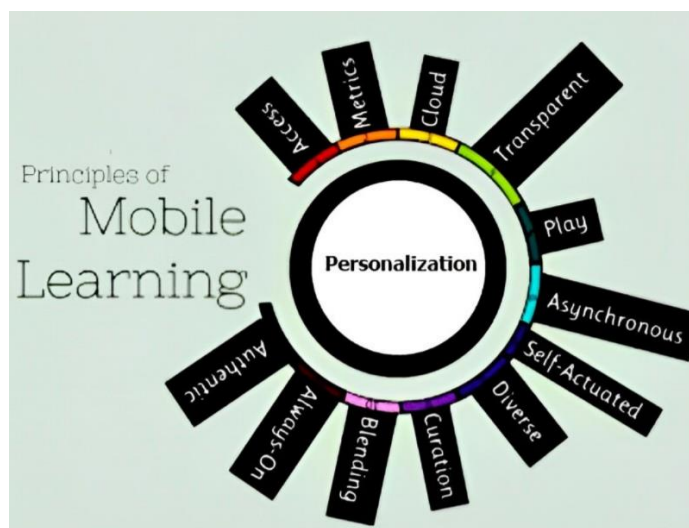 Principles of
Mobile
Learning
Personalization
Access
Metrics
Cloud
Transparent
Play
Asynchronous
Self-Actuated
Diverse
Curation
Blending
Always-On
Authentic